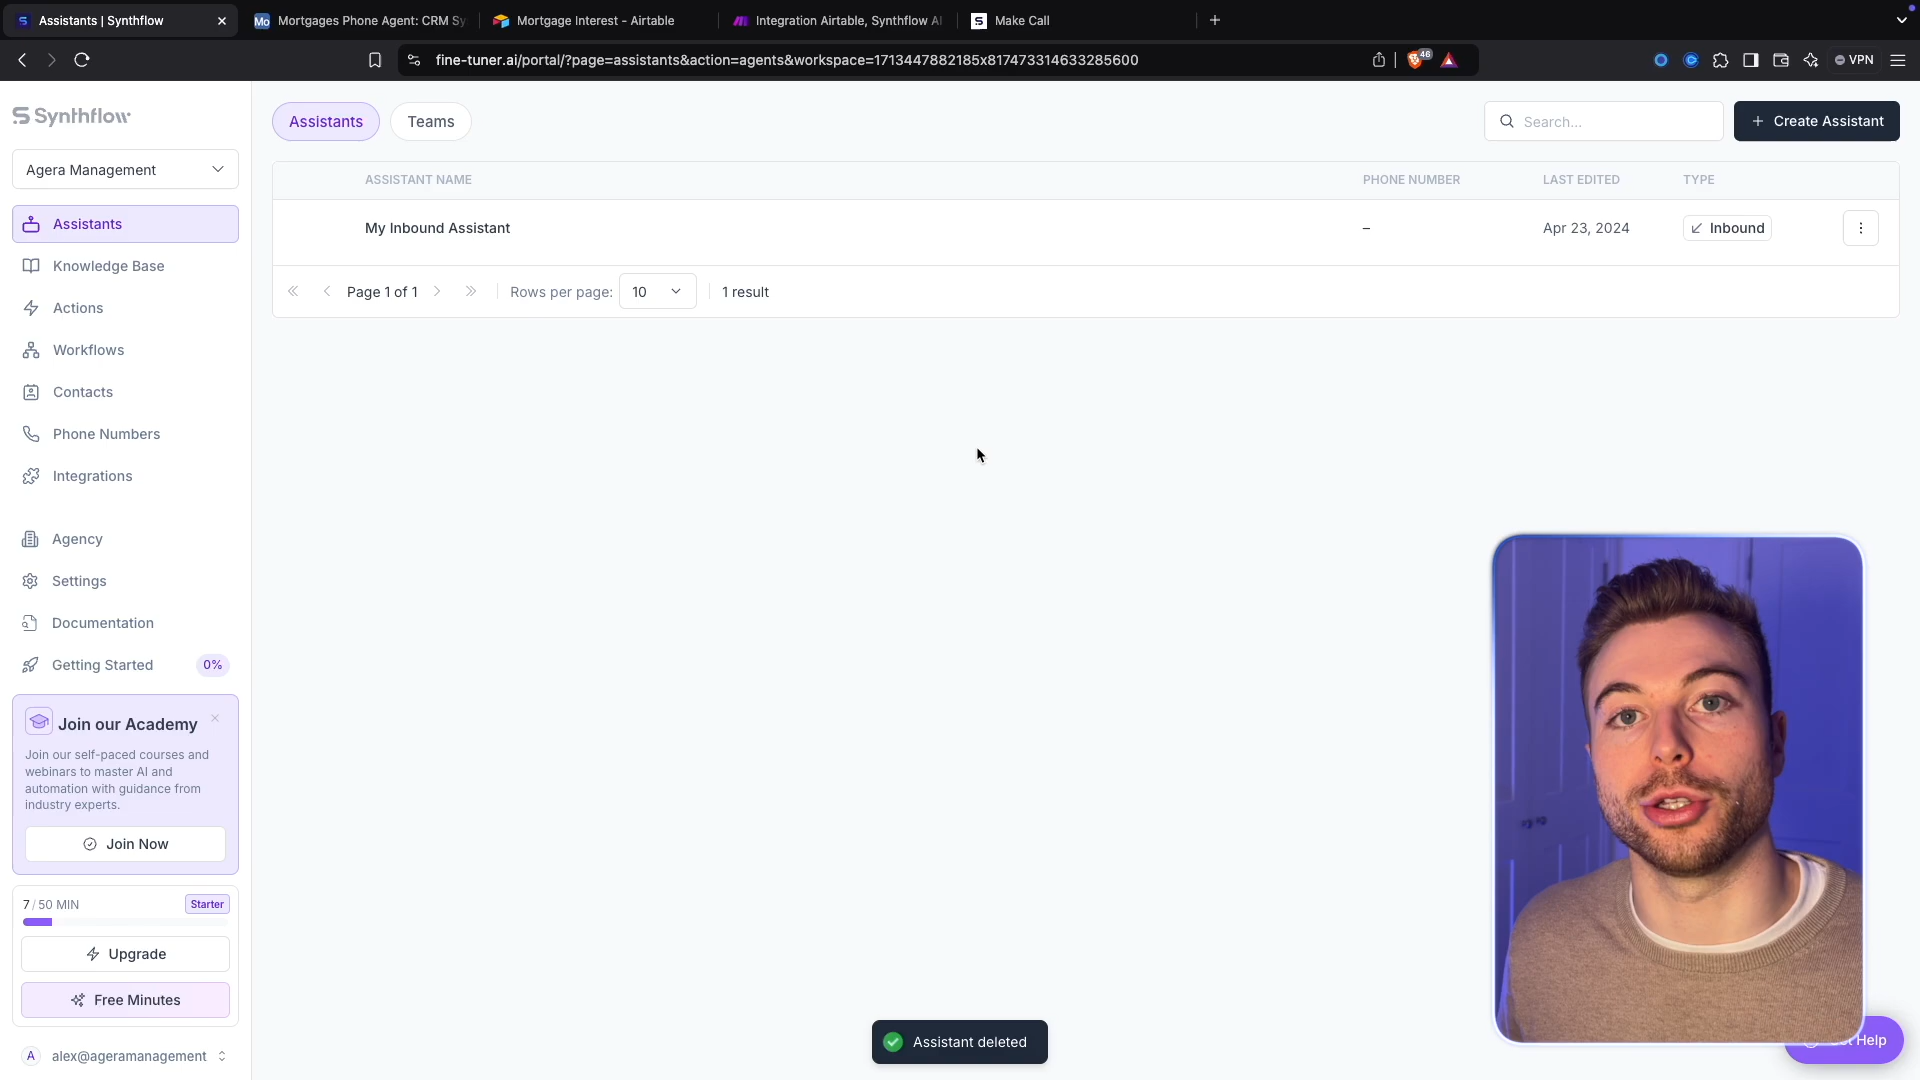 Assistants | Synthflow
Mo Mortgages Phone Agent: CRM Sy
Mortgage Interest - Airtable
Integration Airtable, Synthflow AI
Make Call
fine-tuner.ai/portal/?page=assistants&action=agents&workspace=1713447882185x817473314633285600
46
VPN
Synthflow
Agera Management
Assistants
Knowledge Base
Actions
Workflows
Contacts
Phone Numbers
Integrations
Agency
Settings
Documentation
Getting Started 0%
Join our Academy
Join our self-paced courses and
webinars to master AI and
automation with guidance from
industry experts.
Join Now
7 / 50 MIN Starter
Upgrade
Free Minutes
A alex@ageramanagement
Assistants Teams
Search...
+ Create Assistant
ASSISTANT NAME PHONE NUMBER LAST EDITED TYPE
My Inbound Assistant – Apr 23, 2024 Inbound
Page 1 of 1 Rows per page: 10 1 result
Assistant deleted
Help